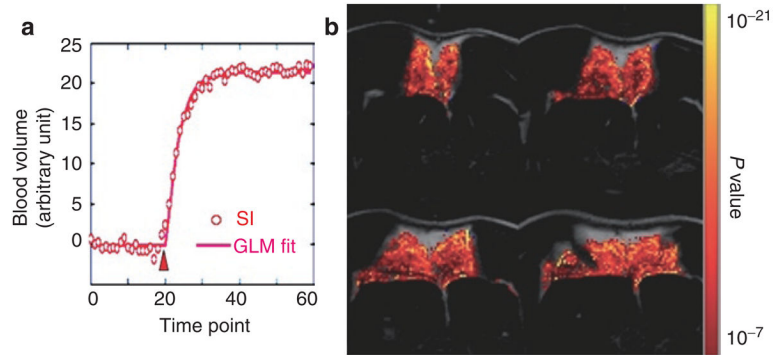 a
b
25
20
15
10
5
0
0
20
40
60
Blood volume
(arbitrary unit)
SI
GLM fit
Time point
10−21
P value
10−7